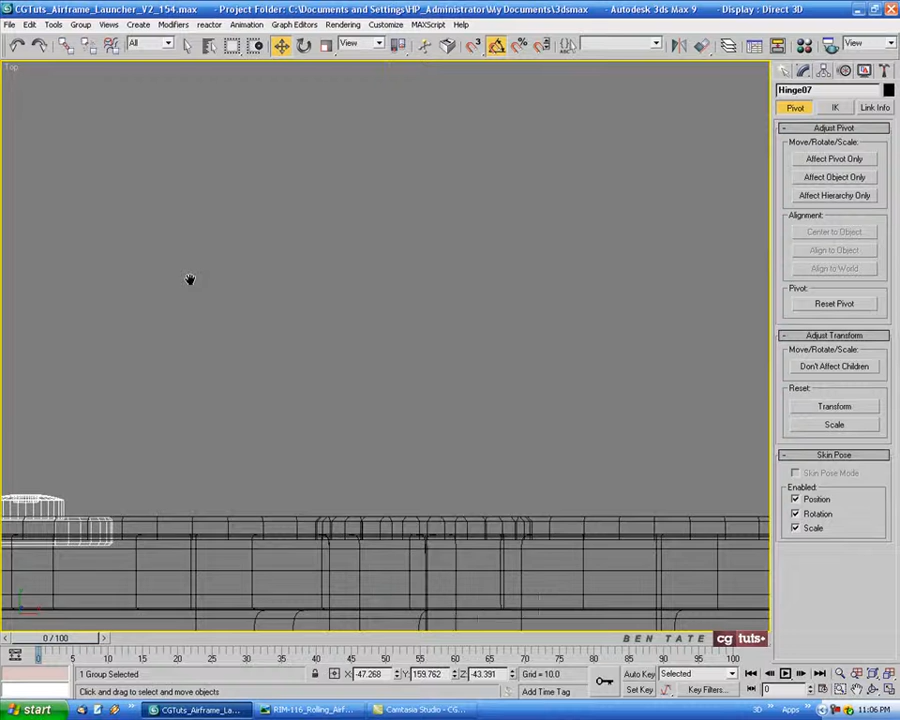 CGTuts_Airframe_Launcher_V2_154.max - Project Folder: C:\Documents and Settings\HP_Administrator\My Documents\3dsmax - Autodesk 3ds Max 9 - Display : Direct 3D
File Edit Tools Group Views Create Modifiers reactor Animation Graph Editors Rendering Customize MAXScript Help
All View View
Top
Hinge07
Pivot IK Link Info
Adjust Pivot
Move/Rotate/Scale:
Affect Pivot Only
Affect Object Only
Affect Hierarchy Only
Alignment:
Center to Object
Align to Object
Align to World
Pivot:
Reset Pivot
Adjust Transform
Move/Rotate/Scale:
Don't Affect Children
Reset:
Transform
Scale
Skin Pose
Skin Pose Mode
Enabled:
Position
Rotation
Scale
0 / 100
BEN TATE cg tuts+
0 5 10 15 20 25 30 35 40 45 50 55 60 65 70 75 80 85 90 95 100
1 Group Selected X: -47.268 Y: 159.762 Z: -43.391 Grid = 10.0 Auto Key Selected
Click and drag to select and move objects Add Time Tag Set Key Key Filters... 0
start CGTuts_Airframe_La... RIM-116_Rolling_Airf... Camtasia Studio - CG... 3D Apps 11:06 PM